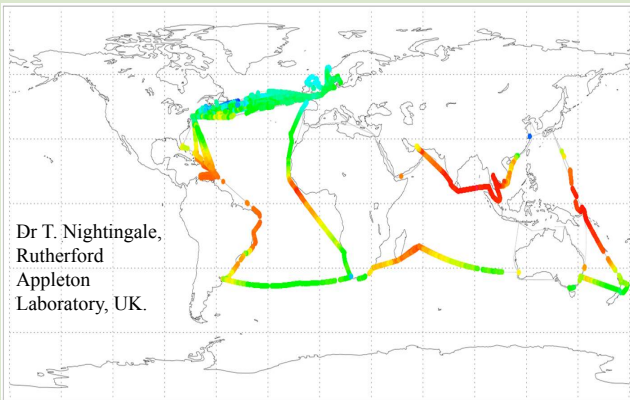 Dr T. Nightingale,
Rutherford
Appleton
Laboratory, UK.